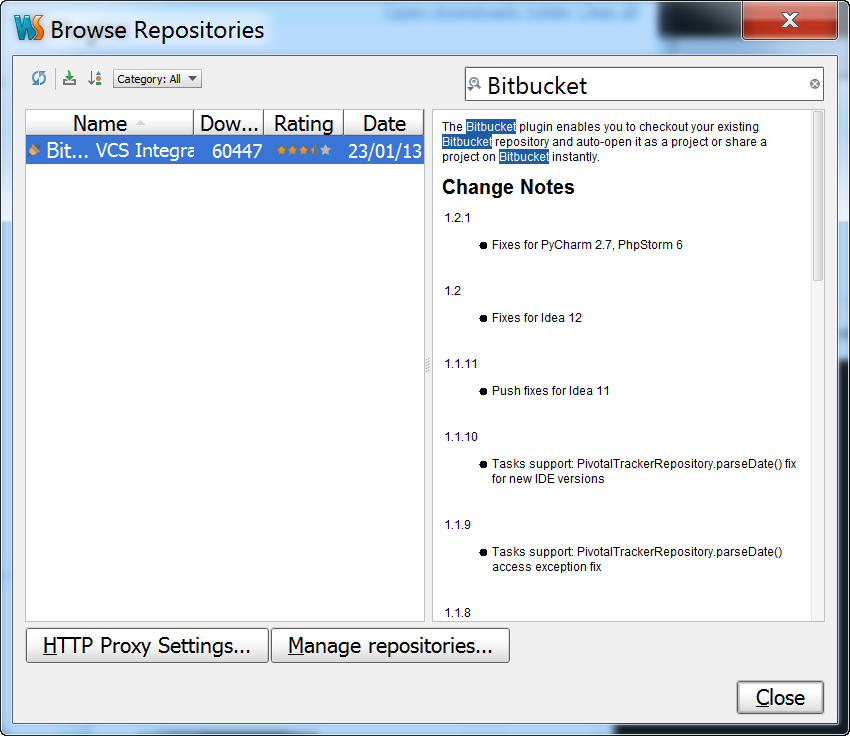 WS Browse Repositories
Category: All
Bitbucket
Name Dow... Rating Date
Bit... VCS Integra 60447 23/01/13
The Bitbucket plugin enables you to checkout your existing
Bitbucket repository and auto-open it as a project or share a
project on Bitbucket instantly.
Change Notes
1.2.1
● Fixes for PyCharm 2.7, PhpStorm 6
1.2
● Fixes for Idea 12
1.1.11
● Push fixes for Idea 11
1.1.10
● Tasks support: PivotalTrackerRepository.parseDate() fix
for new IDE versions
1.1.9
● Tasks support: PivotalTrackerRepository.parseDate()
access exception fix
1.1.8
HTTP Proxy Settings... Manage repositories...
Close